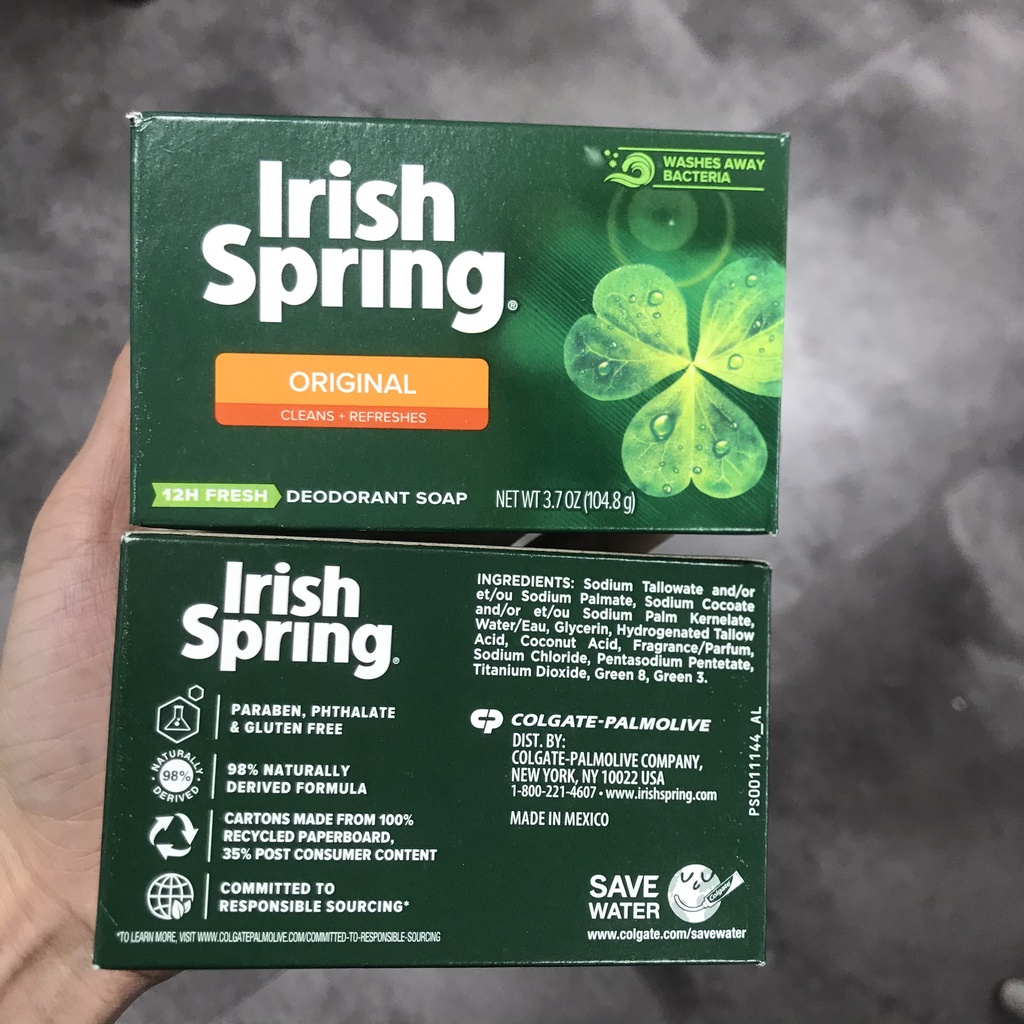 Irish
Spring®
WASHES AWAY
BACTERIA
ORIGINAL
CLEANS + REFRESHES
12H FRESH DEODORANT SOAP NET WT 3.7 OZ (104.8 g)
Irish
Spring®
PARABEN, PHTHALATE
& GLUTEN FREE
NATURALLY
98%
DERIVED
98% NATURALLY
DERIVED FORMULA
CARTONS MADE FROM 100%
RECYCLED PAPERBOARD,
35% POST CONSUMER CONTENT
COMMITTED TO
RESPONSIBLE SOURCING*
*TO LEARN MORE, VISIT WWW.COLGATEPALMOLIVE.COM/COMMITTED-TO-RESPONSIBLE-SOURCING
INGREDIENTS: Sodium Tallowate and/or
et/ou Sodium Palmate, Sodium Cocoate
and/or et/ou Sodium Palm Kernelate,
Water/Eau, Glycerin, Hydrogenated Tallow
Acid, Coconut Acid, Fragrance/Parfum,
Sodium Chloride, Pentasodium Pentetate,
Titanium Dioxide, Green 8, Green 3.
CP COLGATE-PALMOLIVE
DIST. BY:
COLGATE-PALMOLIVE COMPANY,
NEW YORK, NY 10022 USA
1-800-221-4607 • www.irishspring.com
MADE IN MEXICO
PS0011144_AL
SAVE
WATER
Colgate
www.colgate.com/savewater